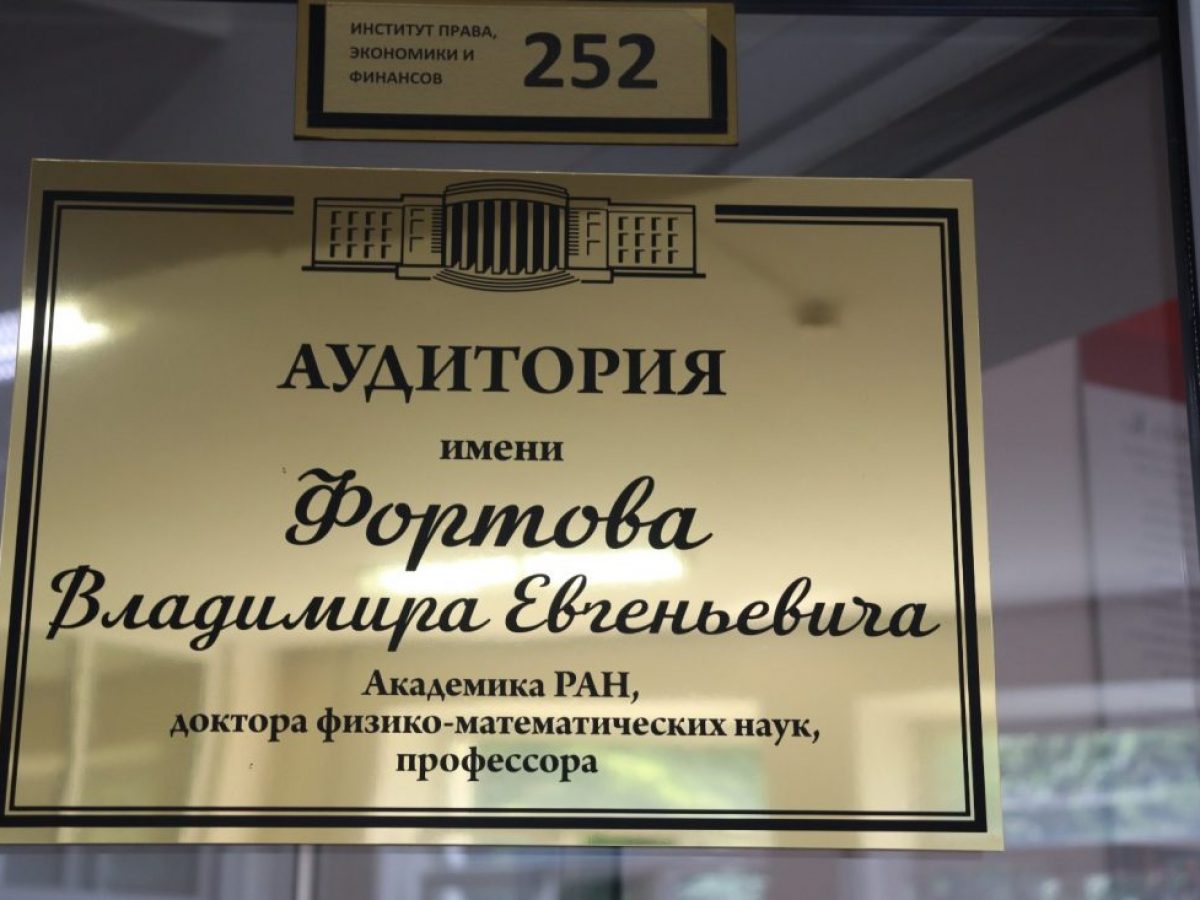 ИНСТИТУТ ПРАВА,
ЭКОНОМИКИ И
ФИНАНСОВ
252
АУДИТОРИЯ
имени
Фортова
Владимира Евгеньевича
Академика РАН,
доктора физико-математических наук,
профессора